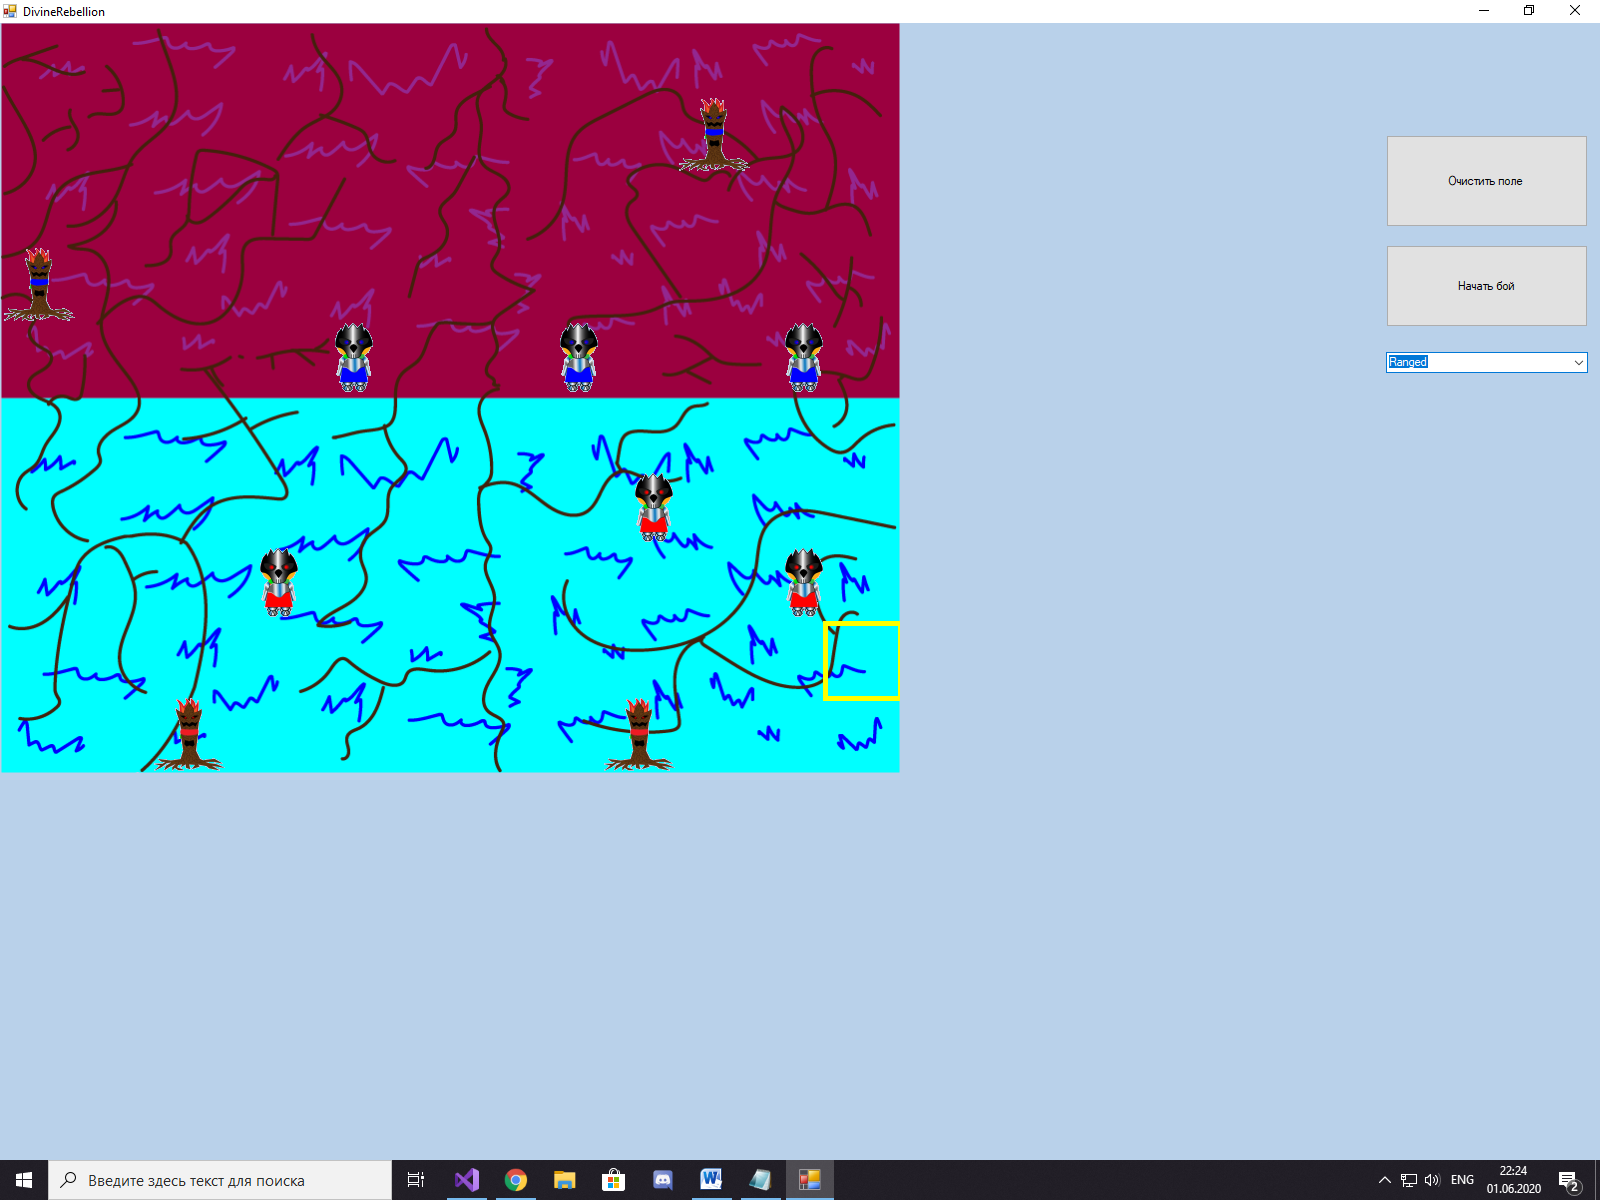 DivineRebellion
Очистить поле
Начать бой
Ranged
Введите здесь текст для поиска
ENG
22:24
01.06.2020
2